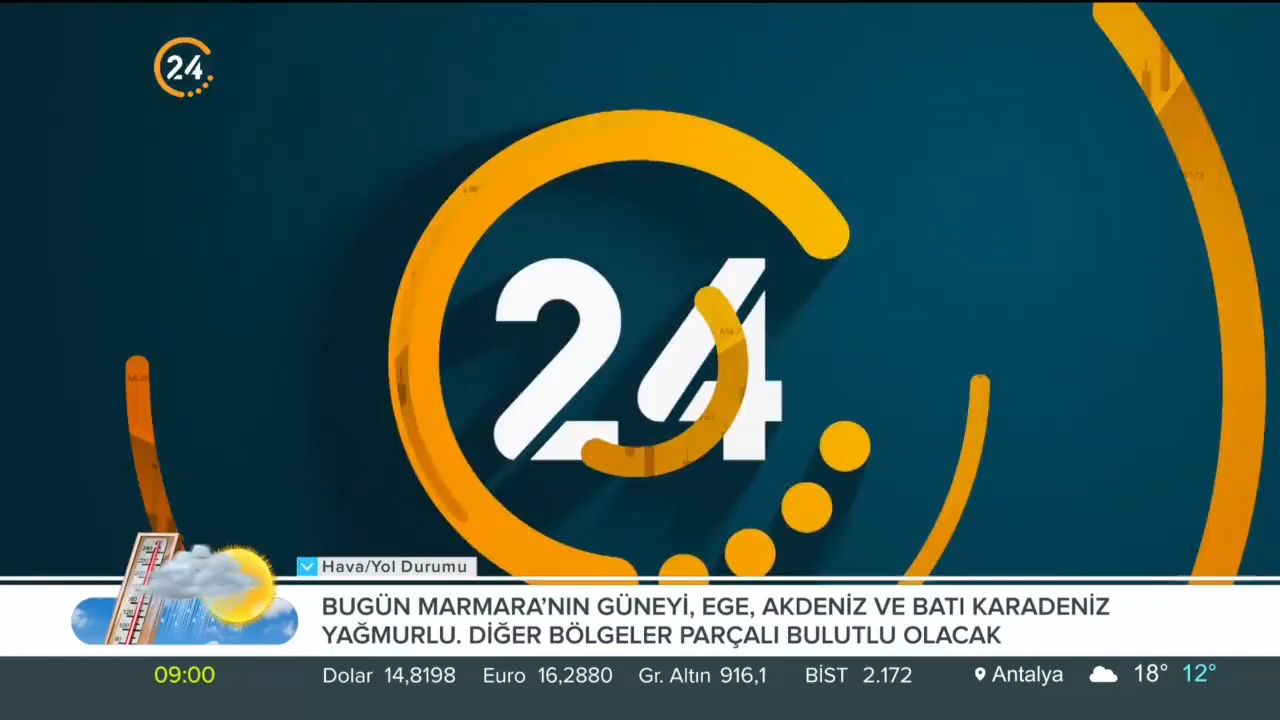 24
24
Hava/Yol Durumu
BUGÜN MARMARA'NIN GÜNEYİ, EGE, AKDENİZ VE BATI KARADENİZ
YAĞMURLU. DİĞER BÖLGELER PARÇALI BULUTLU OLACAK
09:00 Dolar 14,8198 Euro 16,2880 Gr. Altın 916,1 BİST 2.172 Antalya 18° 12°